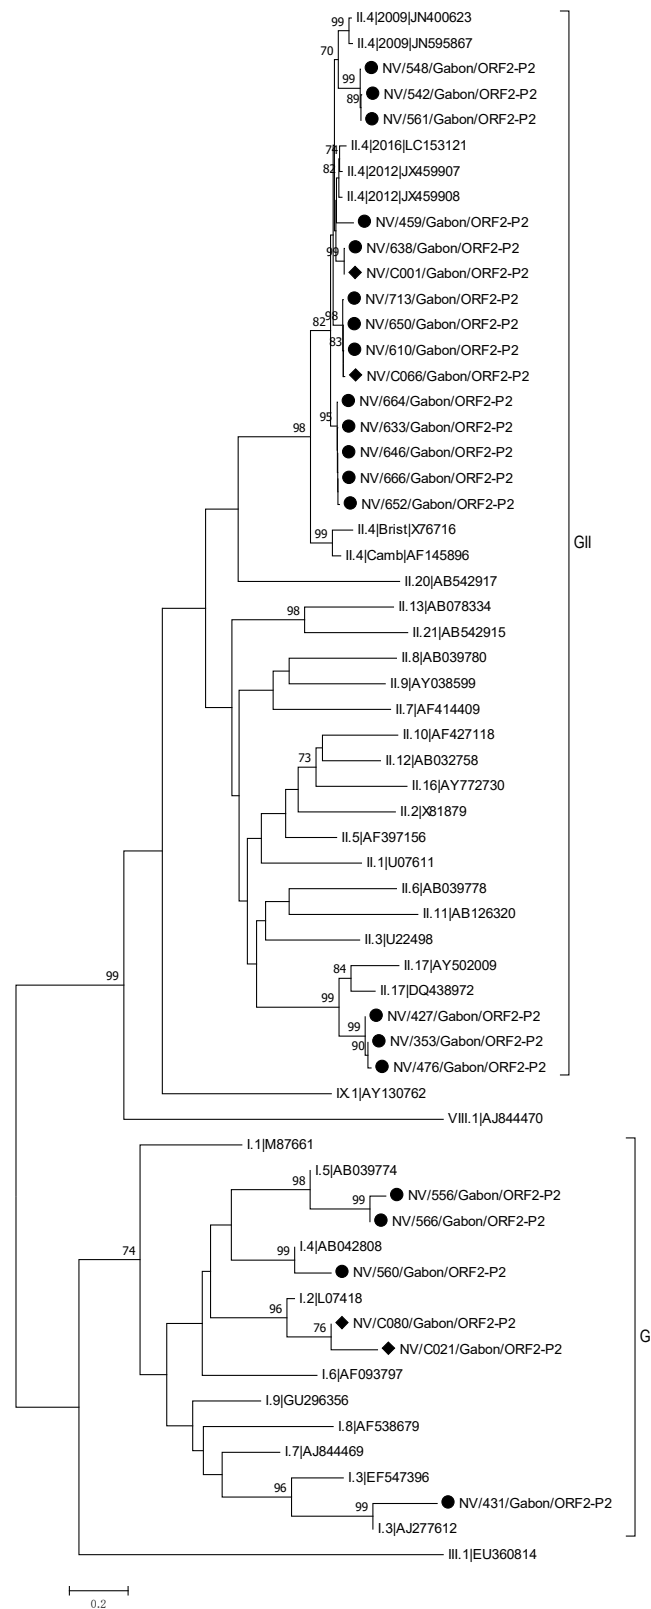 99
II.4|2009|JN400623
70
II.4|2009|JN595867
NV/548/Gabon/ORF2-P2
99
NV/542/Gabon/ORF2-P2
89
NV/561/Gabon/ORF2-P2
74
II.4|2016|LC153121
82
II.4|2012|JX459907
II.4|2012|JX459908
NV/459/Gabon/ORF2-P2
NV/638/Gabon/ORF2-P2
99
NV/C001/Gabon/ORF2-P2
NV/713/Gabon/ORF2-P2
82
98
NV/650/Gabon/ORF2-P2
83
NV/610/Gabon/ORF2-P2
NV/C066/Gabon/ORF2-P2
NV/664/Gabon/ORF2-P2
95
NV/633/Gabon/ORF2-P2
98
NV/646/Gabon/ORF2-P2
NV/666/Gabon/ORF2-P2
NV/652/Gabon/ORF2-P2
99
II.4|Brist|X76716
GII
II.4|Camb|AF145896
II.20|AB542917
98
II.13|AB078334
II.21|AB542915
II.8|AB039780
II.9|AY038599
II.7|AF414409
II.10|AF427118
73
II.12|AB032758
II.16|AY772730
II.2|X81879
II.5|AF397156
II.1|U07611
II.6|AB039778
II.11|AB126320
II.3|U22498
84
II.17|AY502009
99
99
II.17|DQ438972
NV/427/Gabon/ORF2-P2
99
NV/353/Gabon/ORF2-P2
90
NV/476/Gabon/ORF2-P2
IX.1|AY130762
VIII.1|AJ844470
I.1|M87661
I.5|AB039774
98
NV/556/Gabon/ORF2-P2
99
NV/566/Gabon/ORF2-P2
74
99
I.4|AB042808
NV/560/Gabon/ORF2-P2
I.2|L07418
96
NV/C080/Gabon/ORF2-P2
76
G
NV/C021/Gabon/ORF2-P2
I.6|AF093797
I.9|GU296356
I.8|AF538679
I.7|AJ844469
I.3|EF547396
96
99
NV/431/Gabon/ORF2-P2
I.3|AJ277612
III.1|EU360814
0.2